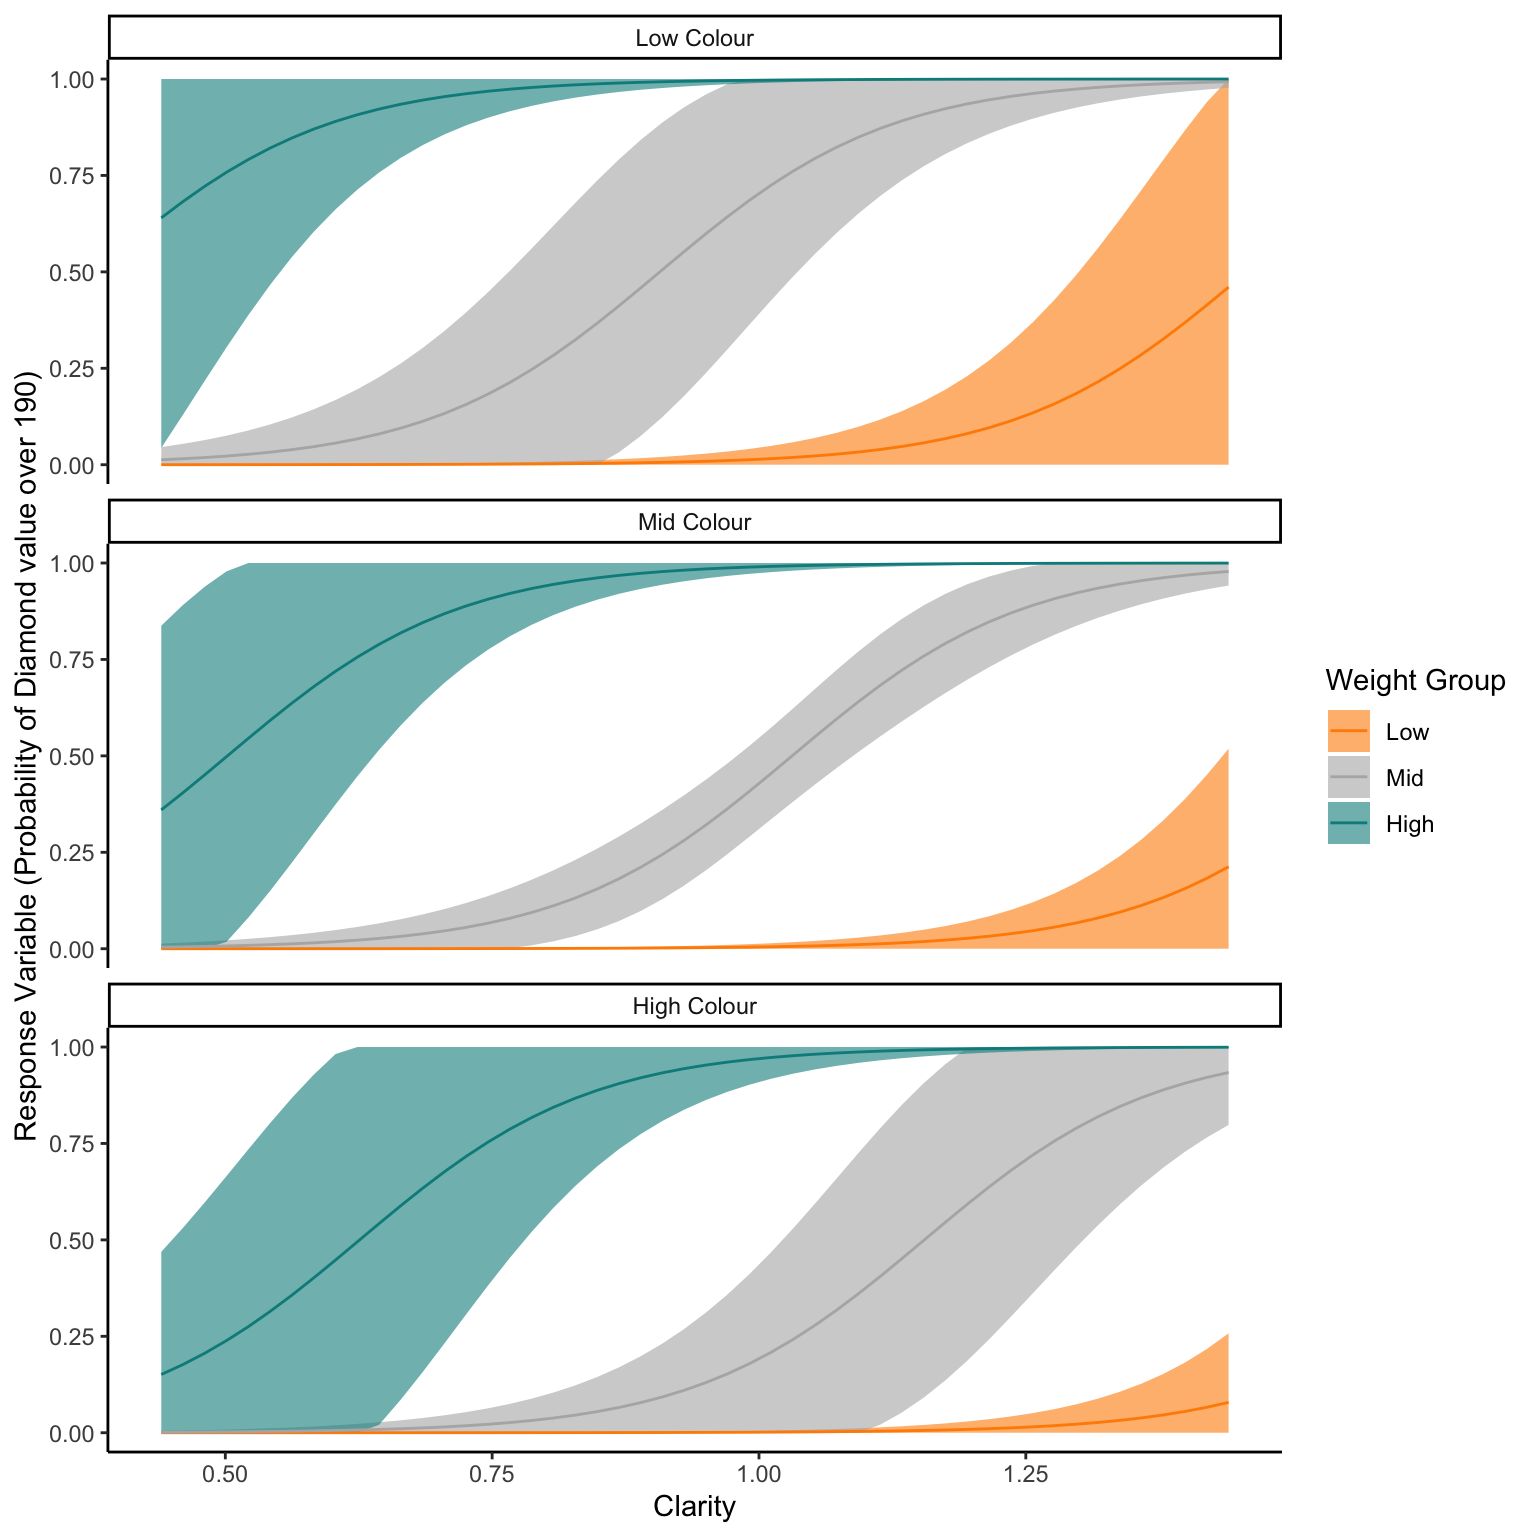 Low Colour
1.00
0.75
0.50
0.25
0.00
Mid Colour
1.00
0.75
0.50
0.25
0.00
High Colour
1.00
0.75
0.50
0.25
0.00
0.50 0.75 1.00 1.25
Clarity
Response Variable (Probability of Diamond value over 190)
Weight Group
Low
Mid
High